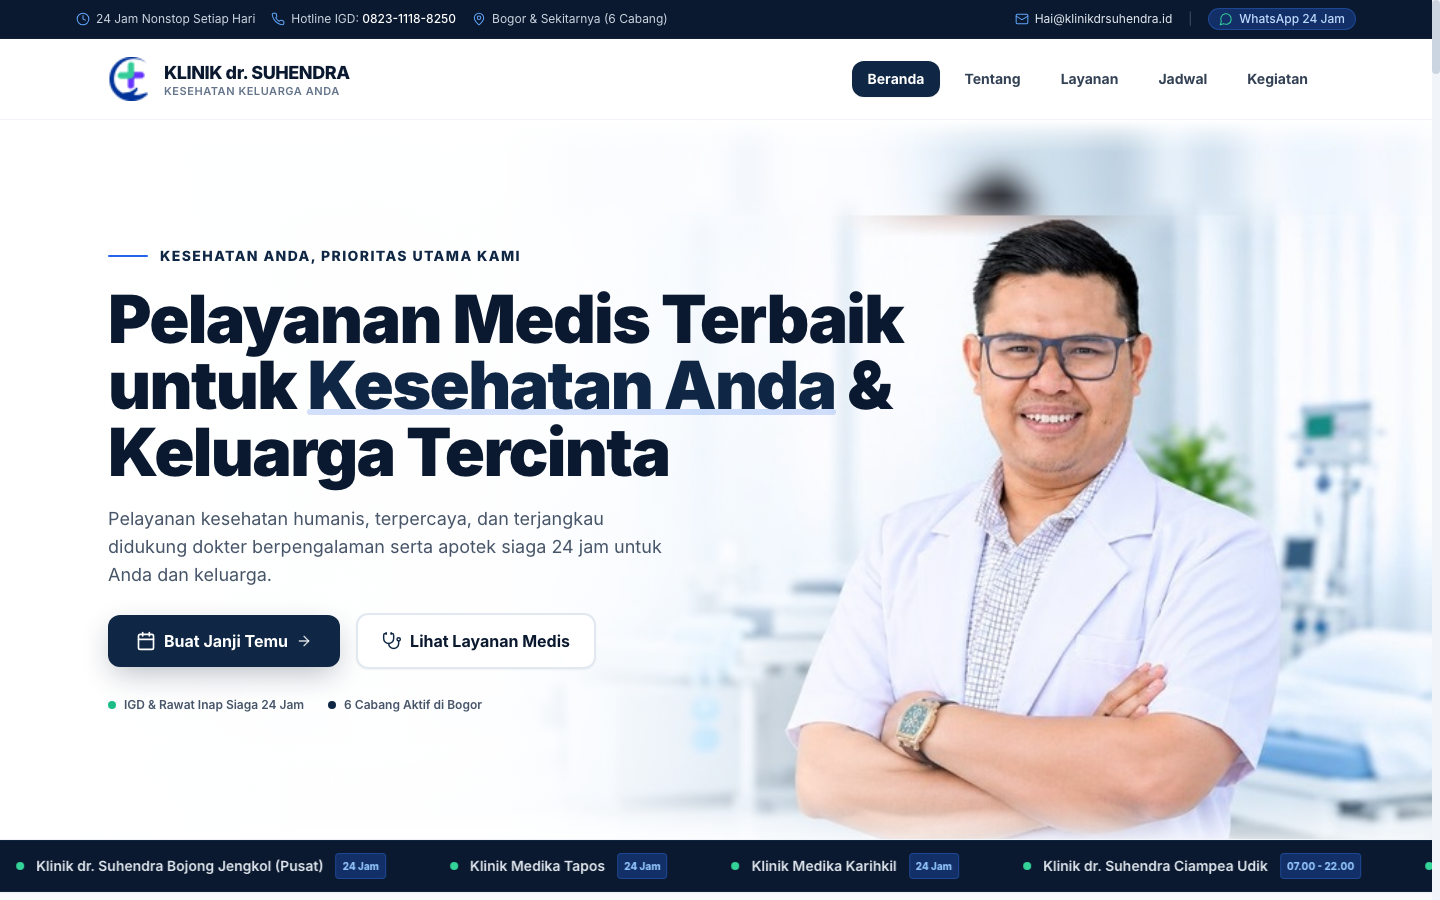 24 Jam Nonstop Setiap Hari Hotline IGD: 0823-1118-8250 Bogor & Sekitarnya (6 Cabang) Hai@klinikdrsuhendra.id WhatsApp 24 Jam
KLINIK dr. SUHENDRA
KESEHATAN KELUARGA ANDA
Beranda Tentang Layanan Jadwal Kegiatan
KESEHATAN ANDA, PRIORITAS UTAMA KAMI
Pelayanan Medis Terbaik
untuk Kesehatan Anda &
Keluarga Tercinta
Pelayanan kesehatan humanis, terpercaya, dan terjangkau
didukung dokter berpengalaman serta apotek siaga 24 jam untuk
Anda dan keluarga.
Buat Janji Temu Lihat Layanan Medis
IGD & Rawat Inap Siaga 24 Jam 6 Cabang Aktif di Bogor
Klinik dr. Suhendra Bojong Jengkol (Pusat) 24 Jam Klinik Medika Tapos 24 Jam Klinik Medika Karihkil 24 Jam Klinik dr. Suhendra Ciampea Udik 07.00 - 22.00